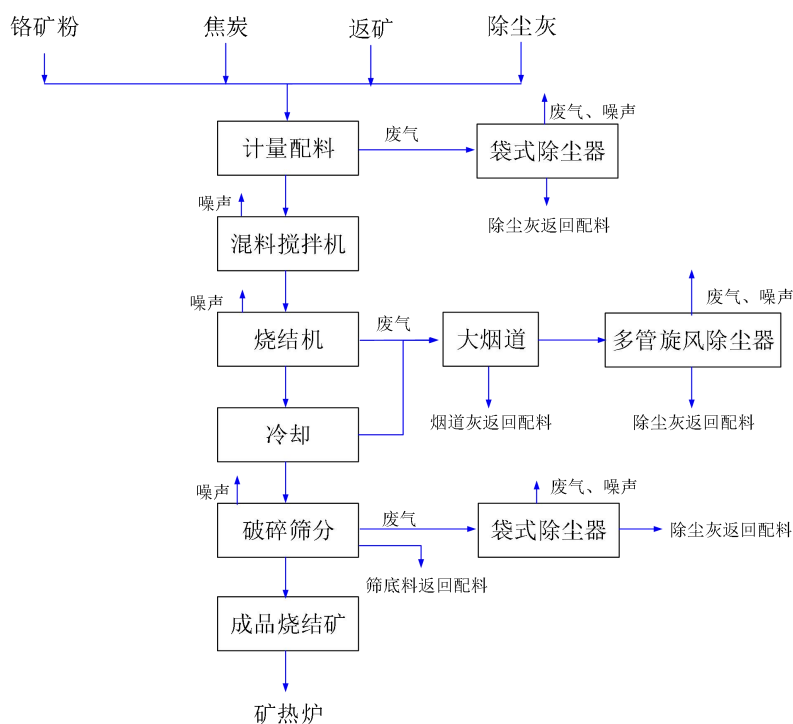 铬矿粉
焦炭
返矿
除尘灰
废气、噪声
计量配料
废气
袋式除尘器
噪声
除尘灰返回配料
混料搅拌机
噪声
废气、噪声
烧结机
废气
大烟道
多管旋风除尘器
烟道灰返回配料
除尘灰返回配料
冷却
噪声
废气、噪声
破碎筛分
废气
袋式除尘器
除尘灰返回配料
筛底料返回配料
成品烧结矿
矿热炉